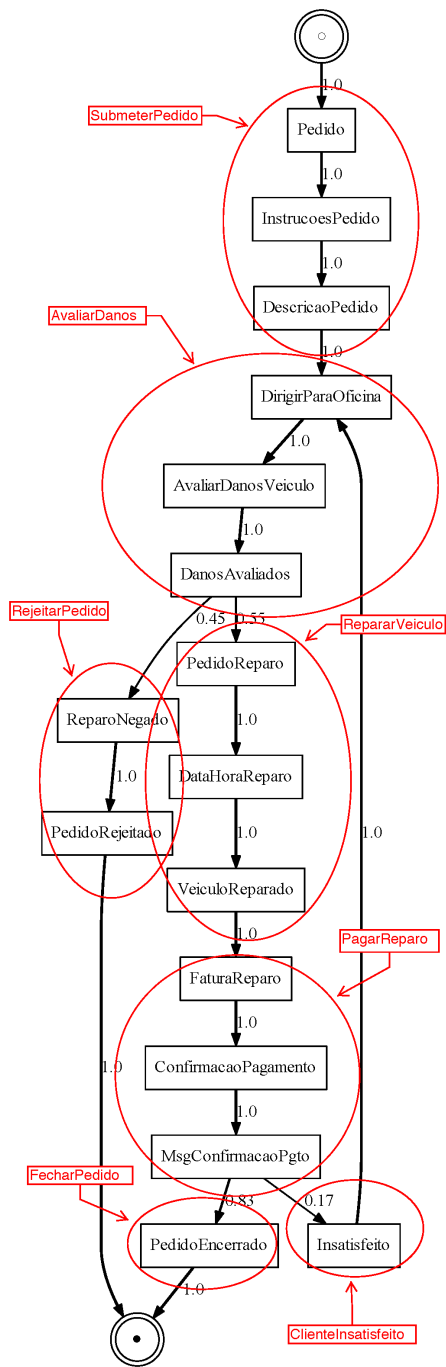 1.0
SubmeterPedido
Pedido
1.0
InstrucoesPedido
1.0
DescricaoPedido
AvaliarDanos
1.0
DirigirParaOficina
1.0
AvaliarDanosVeiculo
1.0
DanosAvaliados
RejeitarPedido
0.45
0.55
RepararVeiculo
PedidoReparo
ReparoNegado
1.0
DataHoraReparo
1.0
PedidoRejeitado
1.0
1.0
VeiculoReparado
1.0
PagarReparo
FaturaReparo
1.0
ConfirmacaoPagamento
1.0
1.0
MsgConfirmacaoPgto
FecharPedido
0.83
0.17
PedidoEncerrado
Insatisfeito
1.0
ClienteInsatisfeito